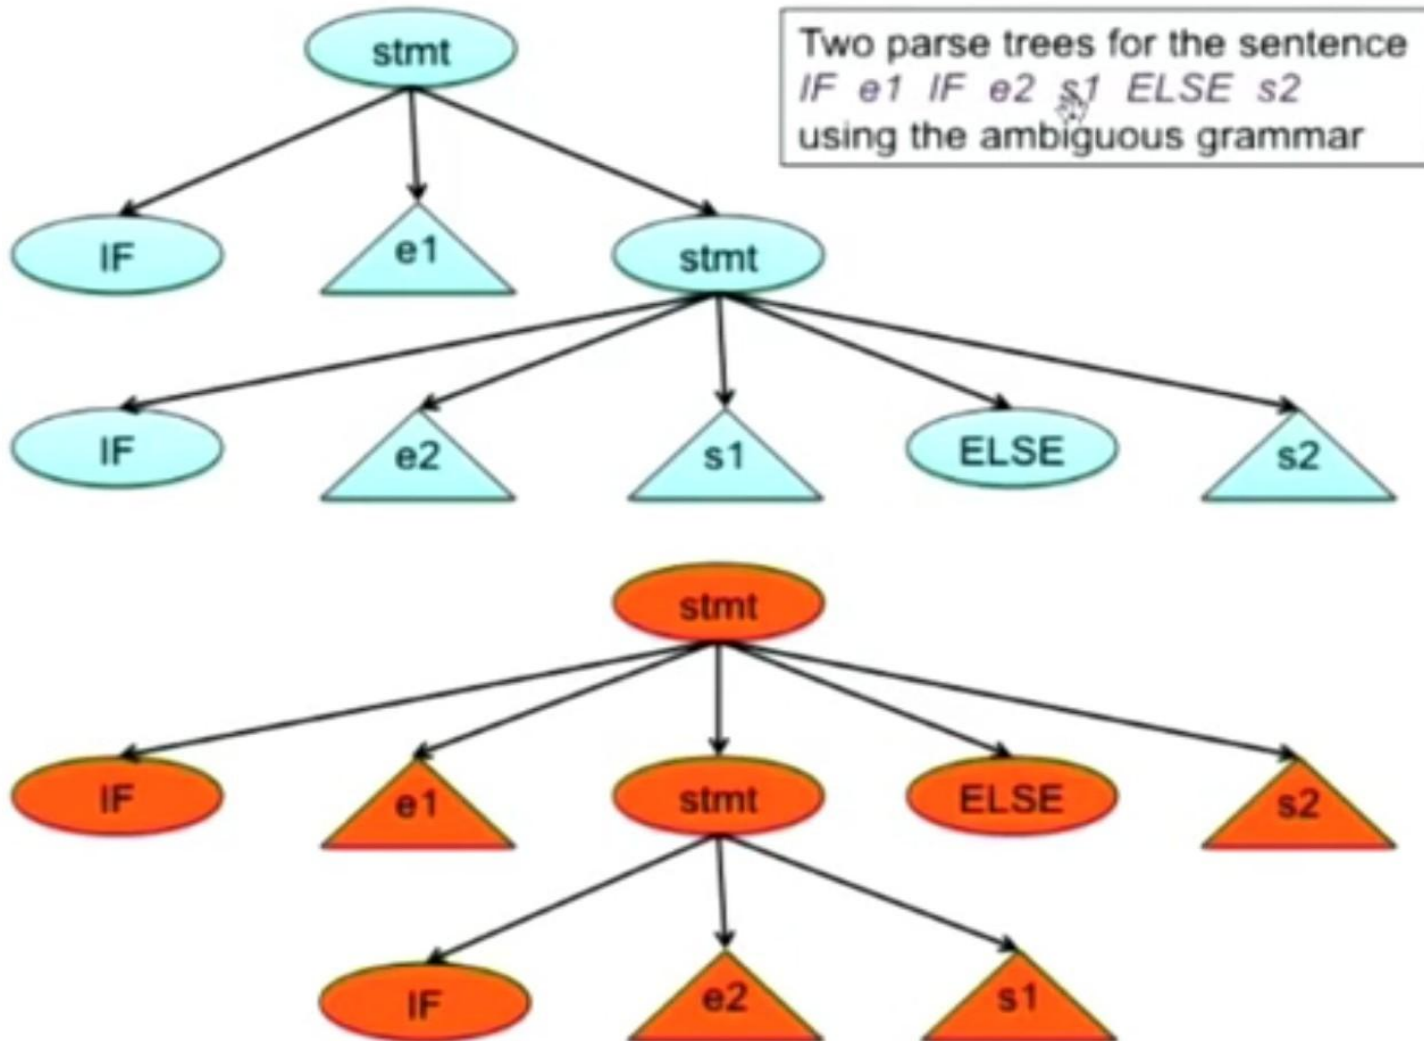 stmt
Two parse trees for the sentence
IF e1 IF e2 s1 ELSE s2
using the ambiguous grammar
IF e1 stmt
IF e2 s1 ELSE s2
stmt
IF e1 stmt ELSE s2
IF e2 s1